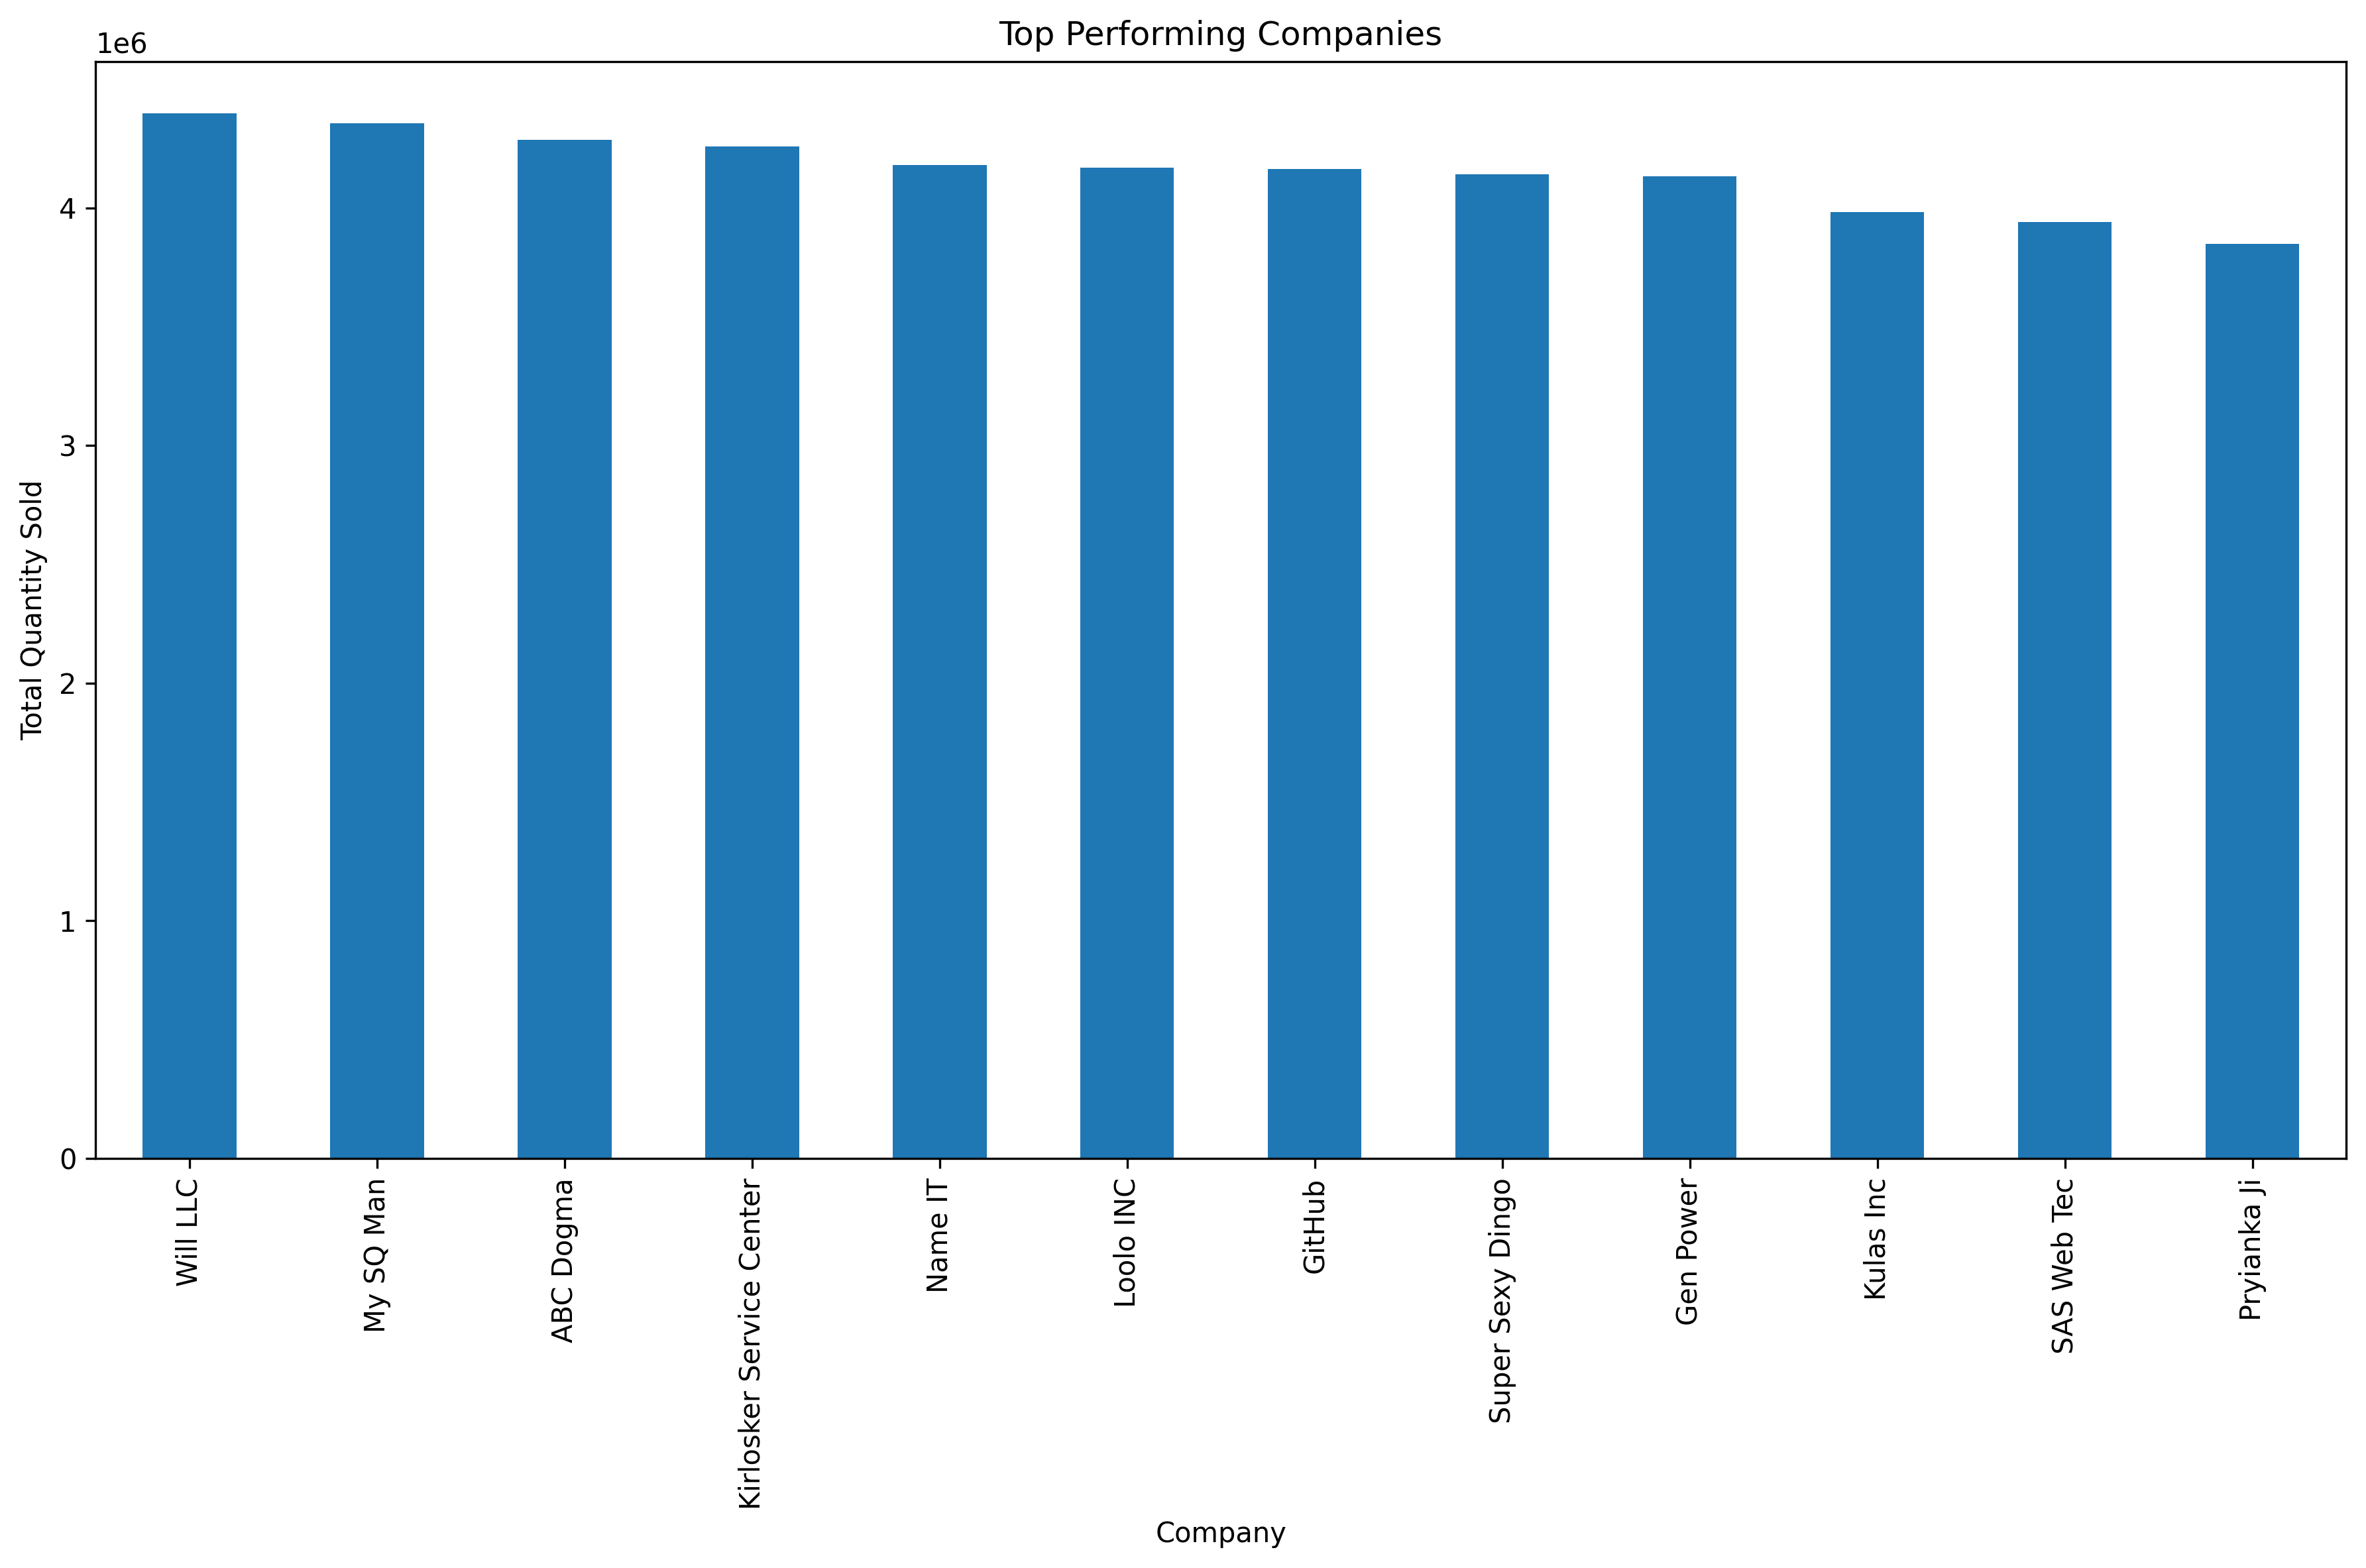 Top Performing Companies
1e6
4
3
2
1
0
Total Quantity Sold
Will LLC
My SQ Man
ABC Dogma
Kirlosker Service Center
Name IT
Loolo INC
GitHub
Super Sexy Dingo
Gen Power
Kulas Inc
SAS Web Tec
Pryianka Ji
Company